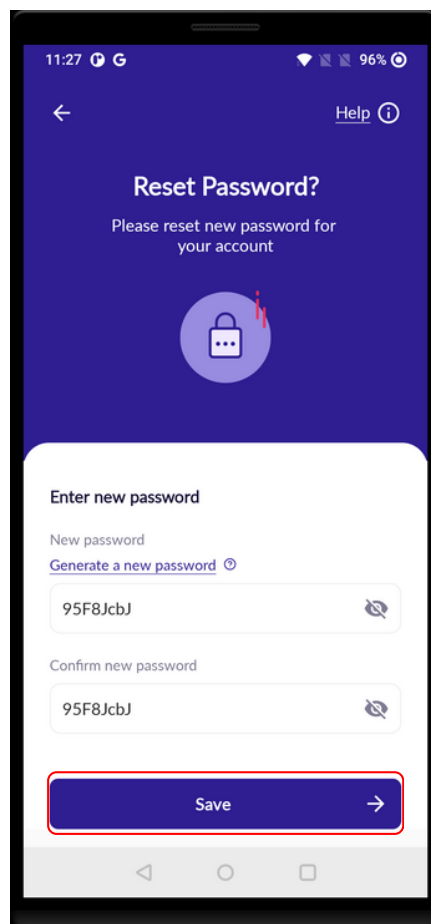 11:27 G 96%
Help
Reset Password?
Please reset new password for
your account
Enter new password
New password
Generate a new password
95F8JcbJ
Confirm new password
95F8JcbJ
Save